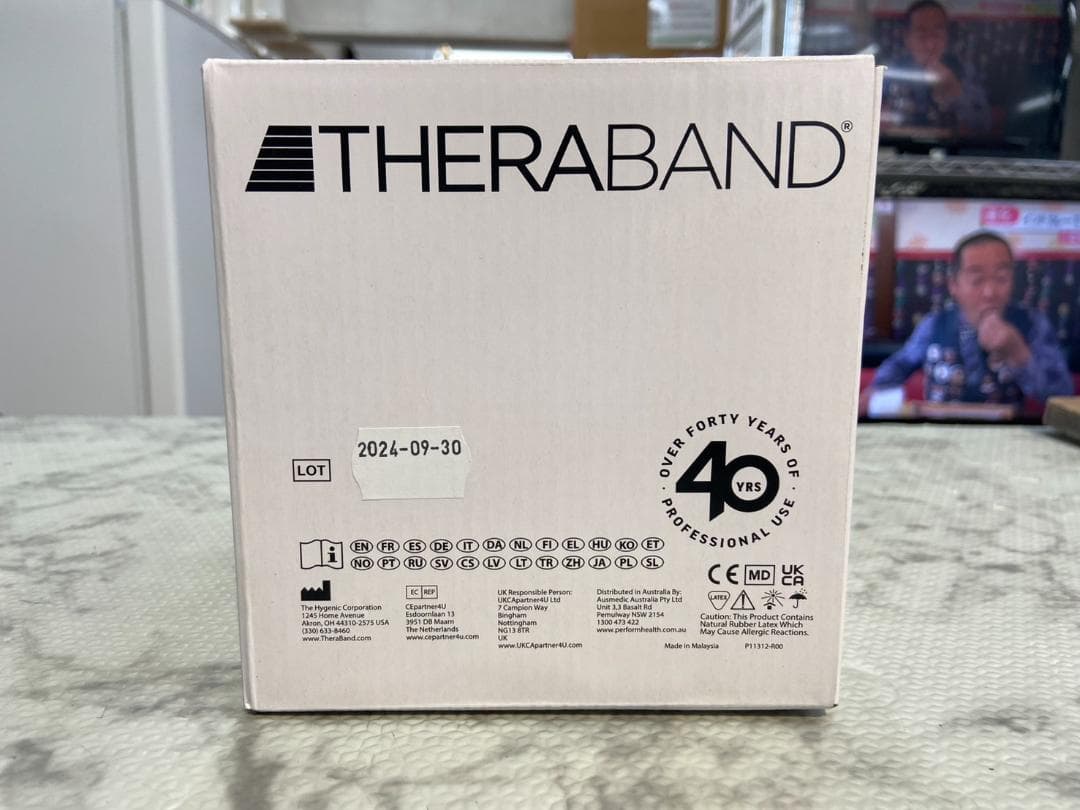 THERABAND®
LOT
2024-09-30
OVER FORTY YEARS OF
40 YRS
PROFESSIONAL USE
EN FR ES DE IT DA NL FI EL HU KO ET
NO PT RU SV CS LV LT TR ZH JA PL SL
CE MD UK CA
LATEX
The Hygenic Corporation
1245 Home Avenue
Akron, OH 44310-2575 USA
(330) 633-8460
www.TheraBand.com
EC REP
CEpartner4U
Esdoornlaan 13
3951 DB Maarn
The Netherlands
www.cepartner4u.com
UK Responsible Person:
UKCApartner4U Ltd
7 Campion Way
Bingham
Nottingham
NG13 8TR
UK
www.UKCApartner4U.com
Distributed in Australia By:
Ausmedic Australia Pty Ltd
Unit 3,3 Basalt Rd
Pemulway NSW 2154
1300 473 422
www.performhealth.com.au
Caution: This Product Contains
Natural Rubber Latex Which
May Cause Allergic Reactions.
Made in Malaysia
P11312-R00